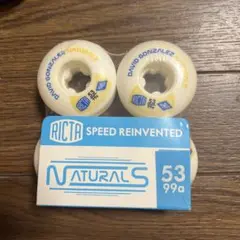 DAVID GONZALEZ
DAVID GONZALEZ
RICTA
SPEED REINVENTED
NATURALS
53
99a